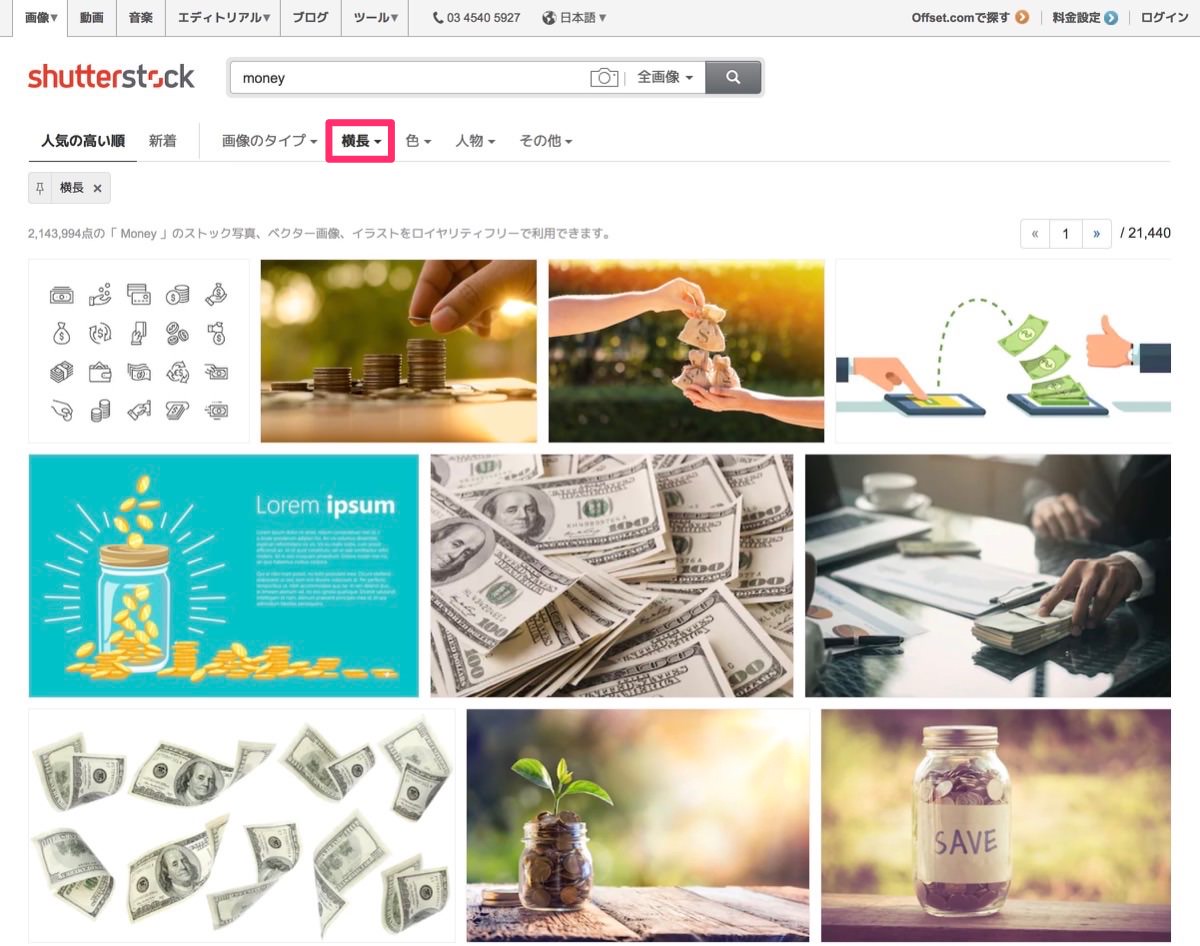 画像▼ 動画 音楽 エディトリアル▼ ブログ ツール▼ 03 4540 5927 日本語▼ Offset.comで探す 料金設定 ログイン
shutterstock money 全画像
人気の高い順 新着 画像のタイプ 横長 色 人物 その他
横長 ×
2,143,994点の「 Money 」のストック写真、ベクター画像、イラストをロイヤリティフリーで利用できます。 « 1 » / 21,440
Lorem ipsum
100
100
100
SAVE